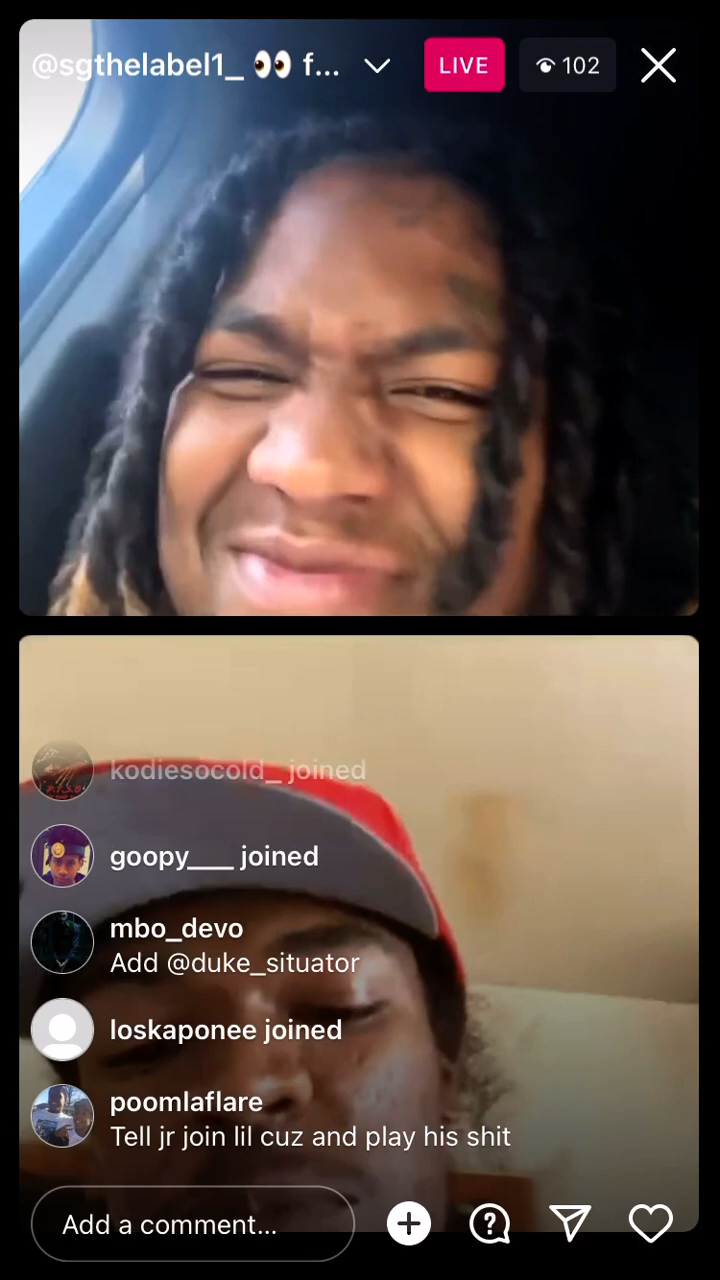 @sgthelabel1_ 👀 f...
LIVE
102
kodiesocold_ joined
goopy___ joined
mbo_devo
Add @duke_situator
loskaponee joined
poomlaflare
Tell jr join lil cuz and play his shit
Add a comment...